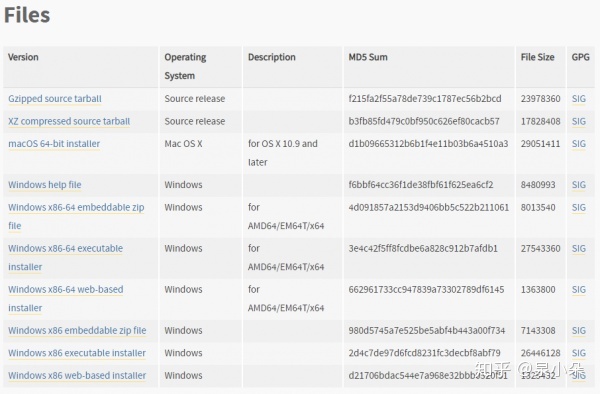 Files
Version Operating System Description MD5 Sum File Size GPG
Gzipped source tarball Source release f215fa2f55a78de739c1787ec56b2bcd 23978360 SIG
XZ compressed source tarball Source release b3fb85fd479c0bf950c626ef80cacb57 17828408 SIG
macOS 64-bit installer Mac OS X for OS X 10.9 and later d1b09665312b6b1f4e11b03b6a4510a3 29051411 SIG
Windows help file Windows f6bbf64cc36f1de38fbf61f625ea6cf2 8480993 SIG
Windows x86-64 embeddable zip file Windows for AMD64/EM64T/x64 4d091857a2153d9406bb5c522b211061 8013540 SIG
Windows x86-64 executable installer Windows for AMD64/EM64T/x64 3e4c42f5ff8fcdbe6a828c912b7afdb1 27543360 SIG
Windows x86-64 web-based installer Windows for AMD64/EM64T/x64 662961733cc947839a73302789df6145 1363800 SIG
Windows x86 embeddable zip file Windows 980d5745a7e525be5abf4b443a00f734 7143308 SIG
Windows x86 executable installer Windows 2d4c7de97d6fcd8231fc3decbf8abf79 26446128 SIG
Windows x86 web-based installer Windows SIG
知乎 @晃小朵